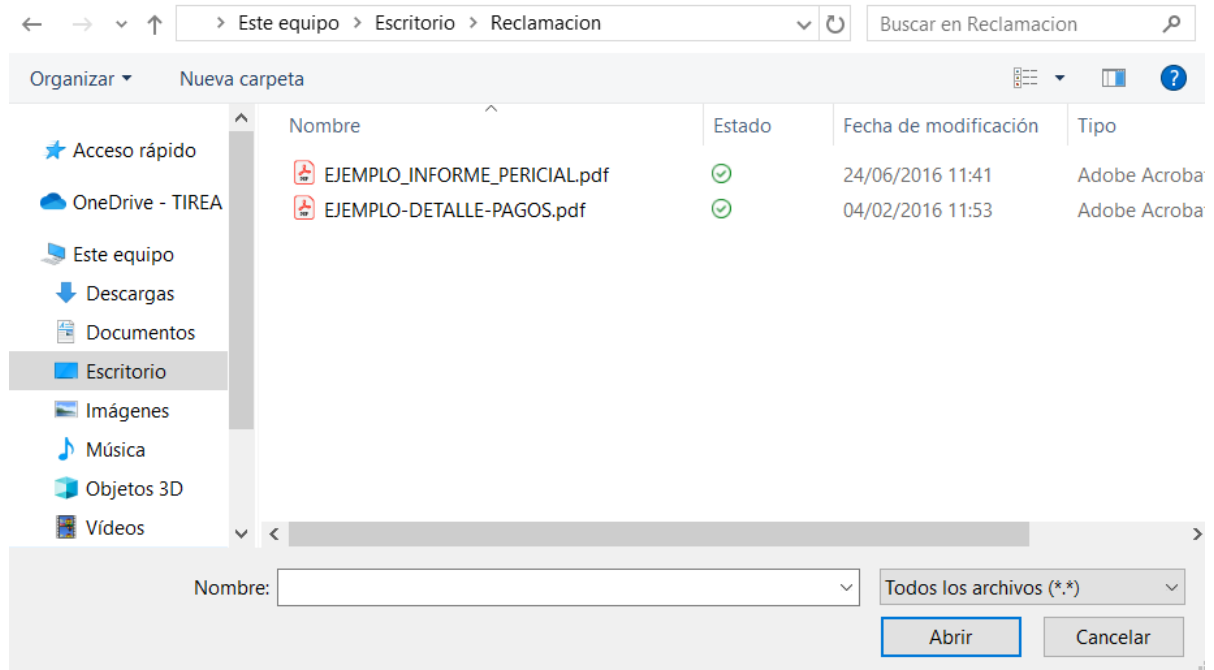 Este equipo > Escritorio > Reclamacion
Buscar en Reclamacion
Organizar
Nueva carpeta
?
Nombre
Estado
Fecha de modificación
Tipo
Acceso rápido
OneDrive - TIREA
Este equipo
Descargas
Documentos
Escritorio
Imágenes
Música
Objetos 3D
Vídeos
EJEMPLO_INFORME_PERICIAL.pdf 24/06/2016 11:41 Adobe Acroba
EJEMPLO-DETALLE-PAGOS.pdf 04/02/2016 11:53 Adobe Acroba
Nombre:
Todos los archivos (*.*)
Abrir
Cancelar